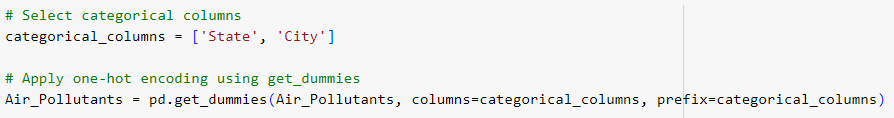 # Select categorical columns
categorical_columns = ['State', 'City']
# Apply one-hot encoding using get_dummies
Air_Pollutants = pd.get_dummies(Air_Pollutants, columns=categorical_columns, prefix=categorical_columns)